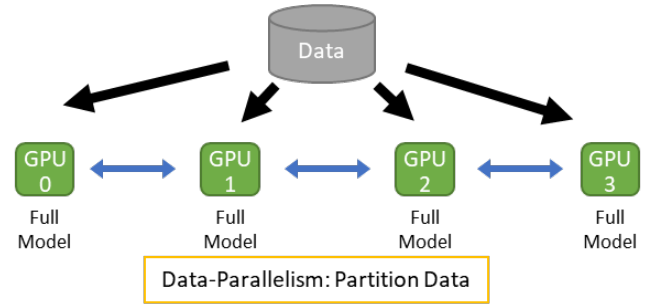 Data
GPU
0
GPU
1
GPU
2
GPU
3
Full
Model
Full
Model
Full
Model
Full
Model
Data-Parallelism: Partition Data